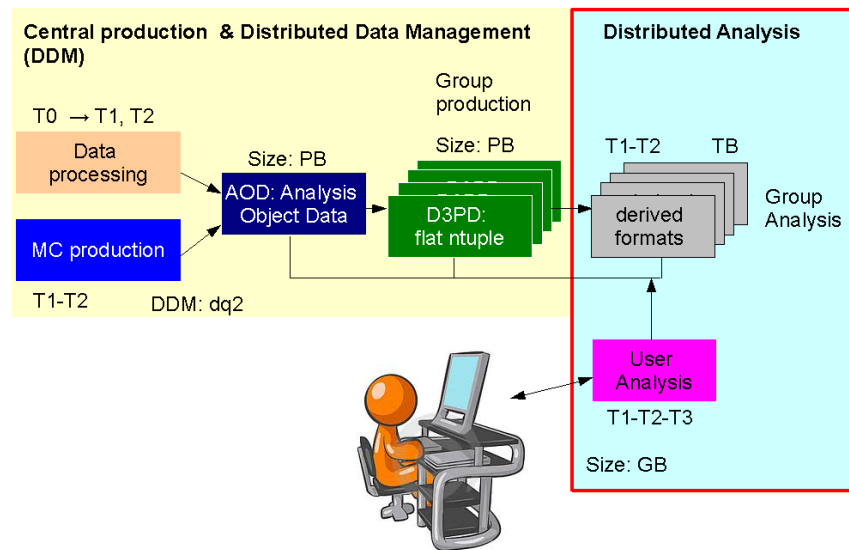 Central production & Distributed Data Management
(DDM)
Distributed Analysis
Group
production
T0 → T1, T2
Size: PB
Size: PB
T1-T2
TB
Data
processing
AOD: Analysis
Object Data
D3PD:
flat ntuple
derived
formats
Group
Analysis
MC production
T1-T2
DDM: dq2
User
Analysis
T1-T2-T3
Size: GB